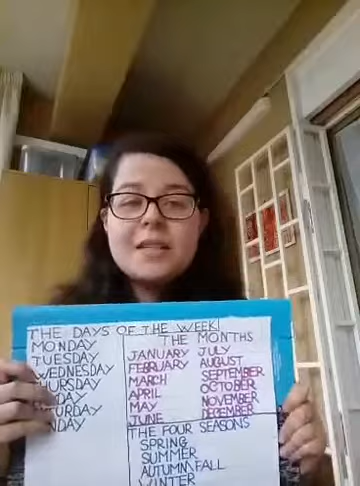 THE DAYS OF THE WEEK
MONDAY
TUESDAY
WEDNESDAY
THURSDAY
THE MONTHS
JANUARY JULY
FEBRUARY AUGUST
MARCH SEPTEMBER
APRIL OCTOBER
MAY NOVEMBER
JUNE DECEMBER
THE FOUR SEASONS
SPRING
SUMMER
AUTUMN/FALL
WINTER